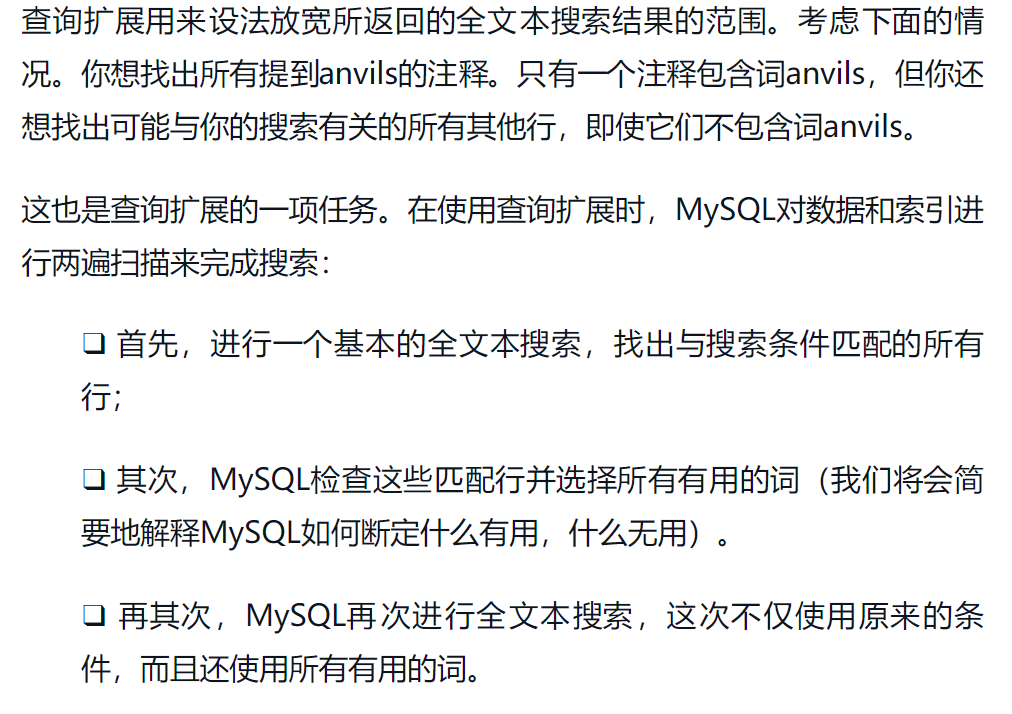 查询扩展用来设法放宽所返回的全文本搜索结果的范围。考虑下面的情
况。你想找出所有提到anvils的注释。只有一个注释包含词anvils，但你还
想找出可能与你的搜索有关的所有其他行，即使它们不包含词anvils。
这也是查询扩展的一项任务。在使用查询扩展时，MySQL对数据和索引进
行两遍扫描来完成搜索：
❑ 首先，进行一个基本的全文本搜索，找出与搜索条件匹配的所有
行；
❑ 其次，MySQL检查这些匹配行并选择所有有用的词（我们将会简
要地解释MySQL如何断定什么有用，什么无用）。
❑ 再其次，MySQL再次进行全文本搜索，这次不仅使用原来的条
件，而且还使用所有有用的词。